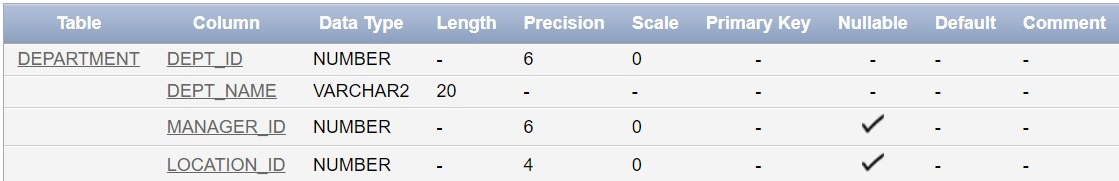 Table Column Data Type Length Precision Scale Primary Key Nullable Default Comment
DEPARTMENT DEPT_ID NUMBER - 6 0 - - - -
DEPT_NAME VARCHAR2 20 - - - - - -
MANAGER_ID NUMBER - 6 0 - ✓ - -
LOCATION_ID NUMBER - 4 0 - ✓ - -